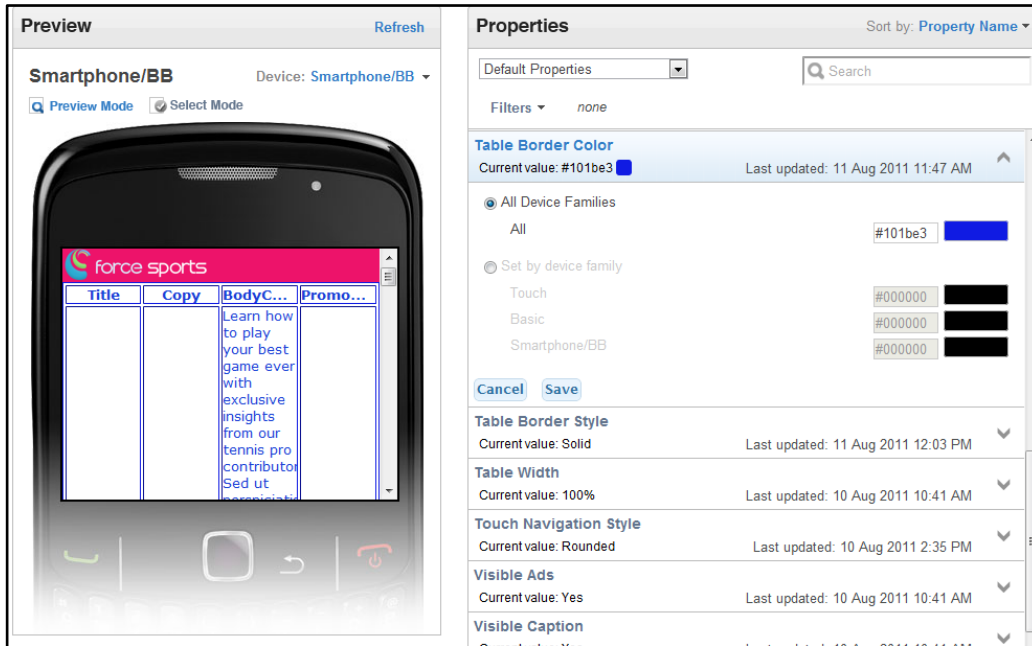 Preview
Refresh
Smartphone/BB
Device: Smartphone/BB
Preview Mode
Select Mode
force sports
Title Copy BodyC... Promo...
Learn how
to play
your best
game ever
with
exclusive
insights
from our
tennis pro
contributor
Sed ut
Properties
Sort by: Property Name
Default Properties
Search
Filters none
Table Border Color
Current value: #101be3
Last updated: 11 Aug 2011 11:47 AM
All Device Families
All
#101be3
Set by device family
Touch
#000000
Basic
#000000
Smartphone/BB
#000000
Cancel Save
Table Border Style
Current value: Solid
Last updated: 11 Aug 2011 12:03 PM
Table Width
Current value: 100%
Last updated: 10 Aug 2011 10:41 AM
Touch Navigation Style
Current value: Rounded
Last updated: 10 Aug 2011 2:35 PM
Visible Ads
Current value: Yes
Last updated: 10 Aug 2011 10:41 AM
Visible Caption